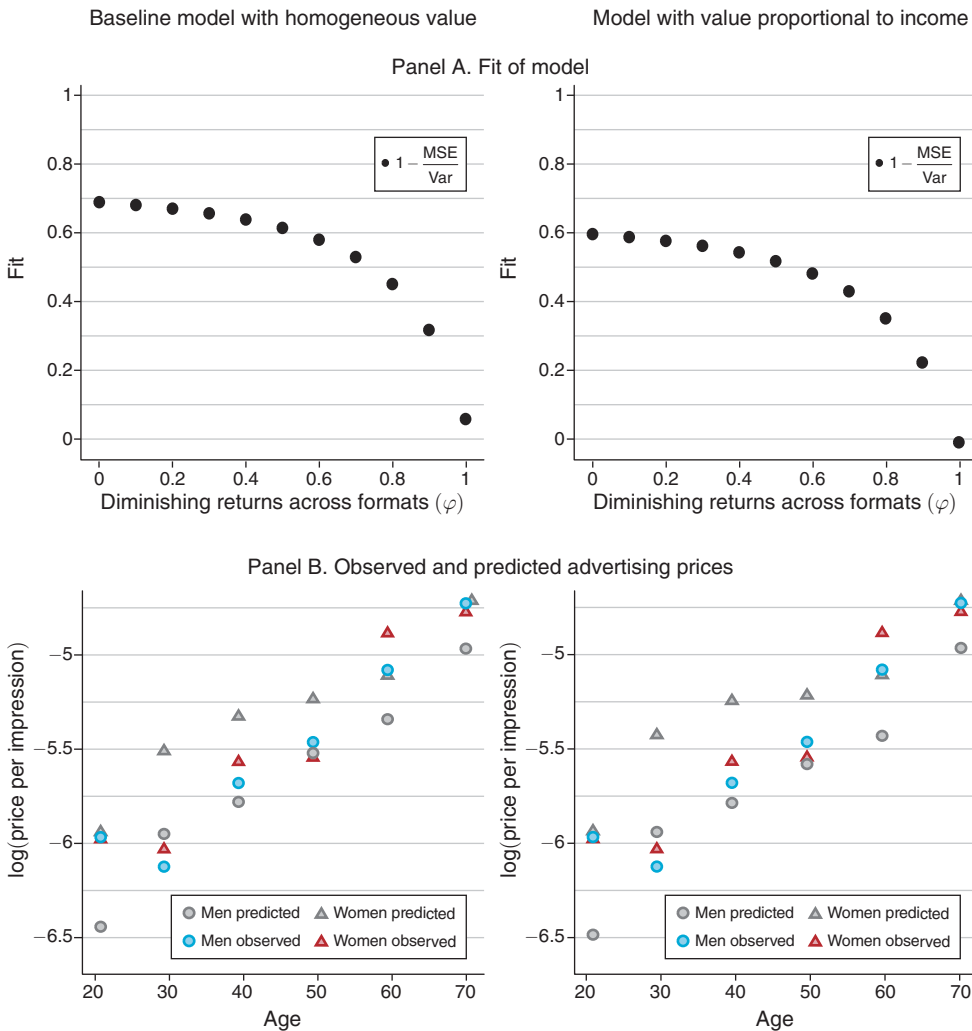 Baseline model with homogeneous value
Model with value proportional to income
Panel A. Fit of model
1
0.8
0.6
0.4
0.2
0
Fit
1 − MSE
Var
0 0.2 0.4 0.6 0.8 1
Diminishing returns across formats (φ)
1
0.8
0.6
0.4
0.2
0
Fit
1 − MSE
Var
0 0.2 0.4 0.6 0.8 1
Diminishing returns across formats (φ)
Panel B. Observed and predicted advertising prices
−5
−5.5
−6
−6.5
log(price per impression)
Men predicted Women predicted
Men observed Women observed
20 30 40 50 60 70
Age
−5
−5.5
−6
−6.5
log(price per impression)
Men predicted Women predicted
Men observed Women observed
20 30 40 50 60 70
Age